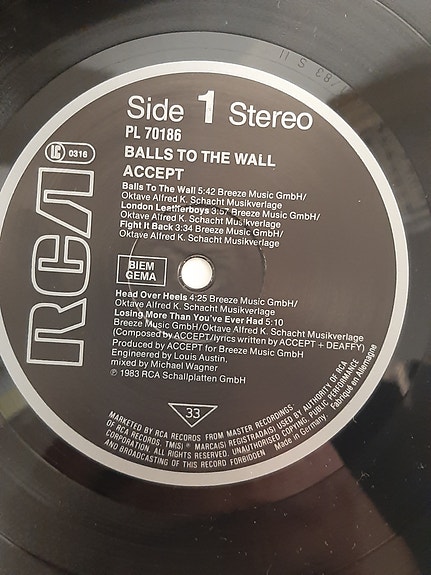 Side 1 Stereo
PL 70186
BALLS TO THE WALL
ACCEPT
Balls To The Wall 5:42 Breeze Music GmbH/
Oktave Alfred K. Schacht Musikverlage
London Leatherboys 3:57 Breeze Music GmbH/
Oktave Alfred K. Schacht Musikverlage
Fight It Back 3:34 Breeze Music GmbH/
Oktave Alfred K. Schacht Musikverlage
LC 0316
RCA
BIEM
GEMA
Head Over Heels 4:25 Breeze Music GmbH/
Oktave Alfred K. Schacht Musikverlage
Losing More Than You've Ever Had 5:10
Breeze Music GmbH/Oktave Alfred K. Schacht Musikverlage
(Composed by ACCEPT/lyrics written by ACCEPT + DEAFFY)
Produced by ACCEPT for Breeze Music GmbH
Engineered by Louis Austin,
mixed by Michael Wagner
℗ 1983 RCA Schallplatten GmbH
33
MARKETED BY RCA RECORDS FROM MASTER RECORDINGS
OF RCA RECORDS. TM(S) ® MARCA(S) REGISTRADA(S) USED BY AUTHORITY OF RCA
CORPORATION. ALL RIGHTS RESERVED. UNAUTHORISED COPYING PUBLIC PERFORMANCE
AND BROADCASTING OF THIS RECORD FORBIDDEN Made in Germany. Fabriqué en Allemagne